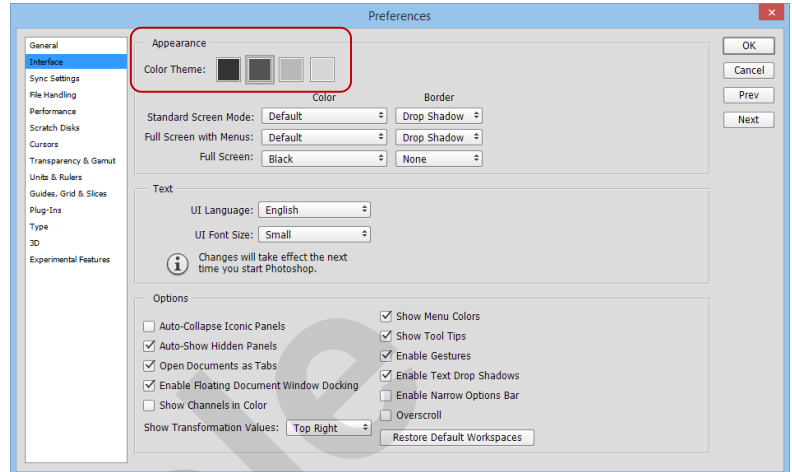 Preferences
×
General
Interface
Sync Settings
File Handling
Performance
Scratch Disks
Cursors
Transparency & Gamut
Units & Rulers
Guides, Grid & Slices
Plug-Ins
Type
3D
Experimental Features
Appearance
Color Theme:
Color Border
Standard Screen Mode: Default Drop Shadow
Full Screen with Menus: Default Drop Shadow
Full Screen: Black None
Text
UI Language: English
UI Font Size: Small
i Changes will take effect the next
time you start Photoshop.
Options
Auto-Collapse Iconic Panels
Auto-Show Hidden Panels
Open Documents as Tabs
Enable Floating Document Window Docking
Show Channels in Color
Show Transformation Values: Top Right
Show Menu Colors
Show Tool Tips
Enable Gestures
Enable Text Drop Shadows
Enable Narrow Options Bar
Overscroll
Restore Default Workspaces
OK
Cancel
Prev
Next